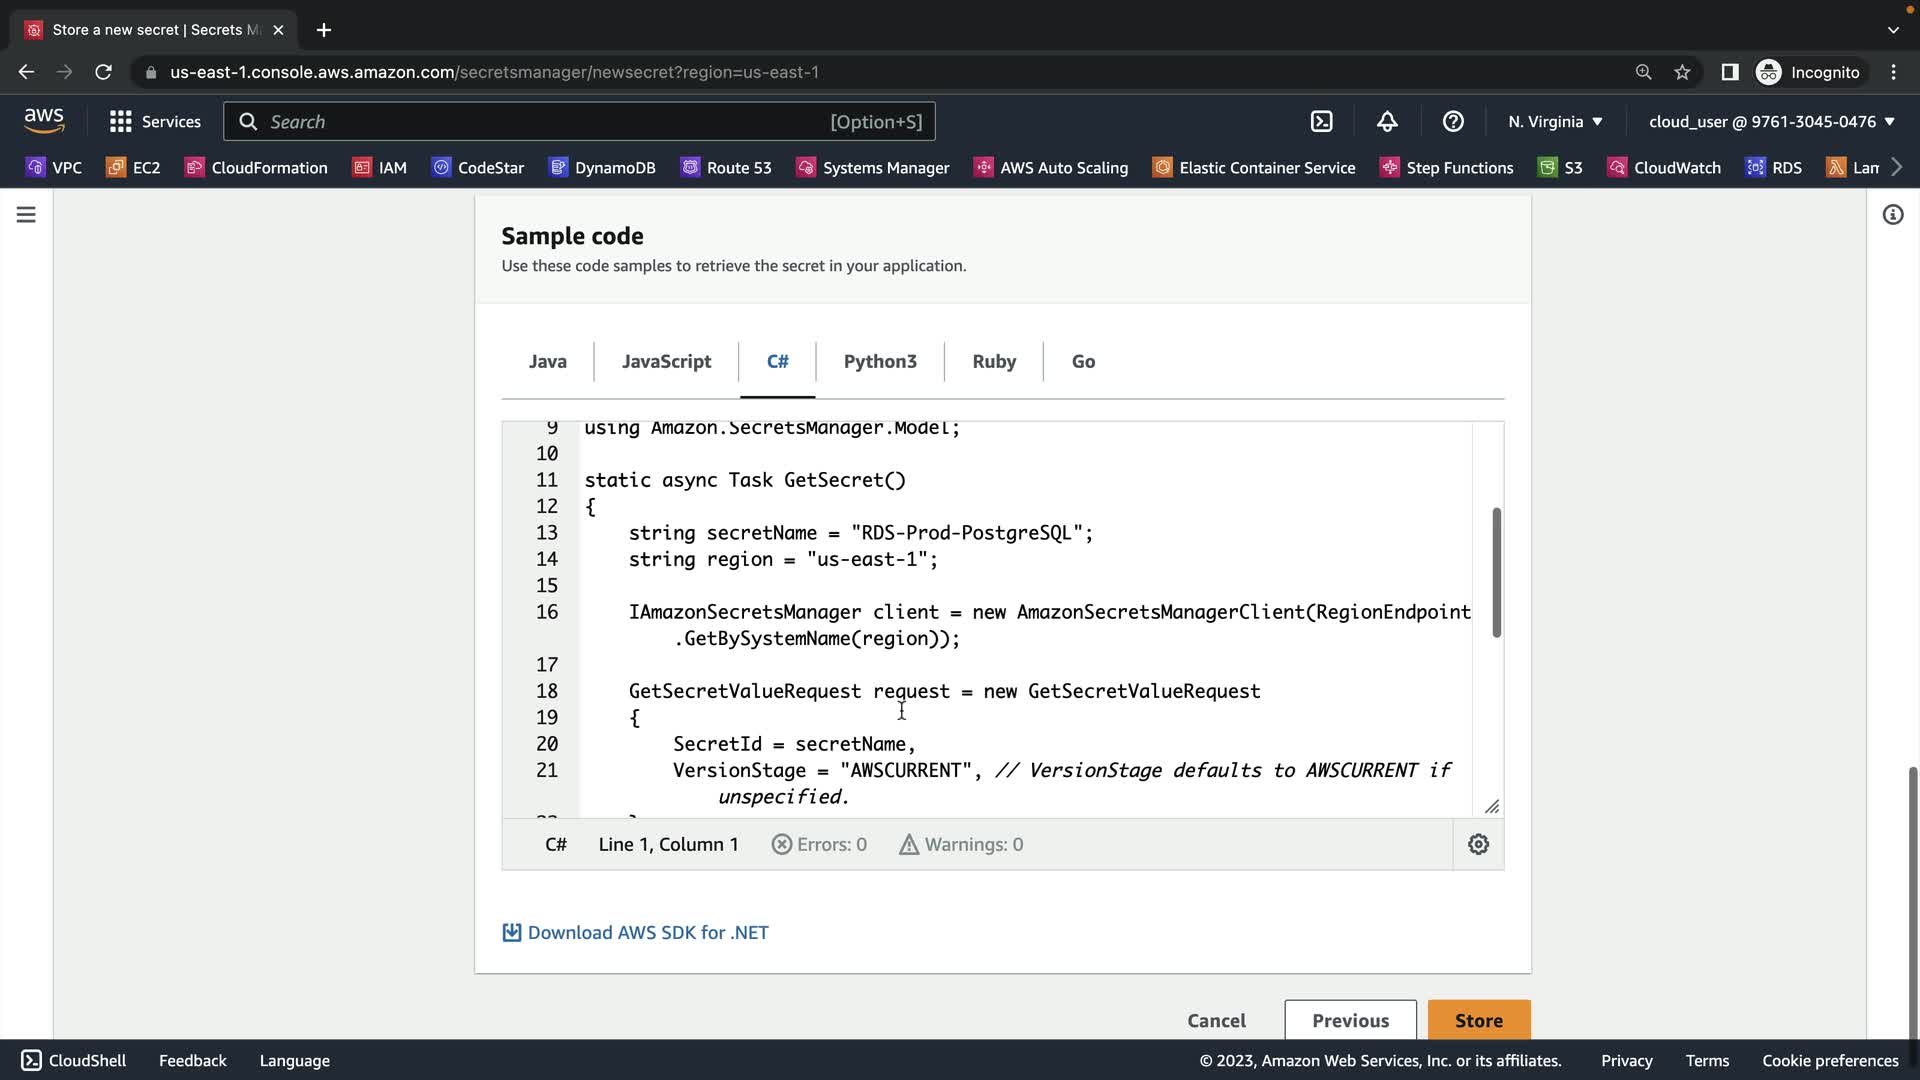 Store a new secret | Secrets M
us-east-1.console.aws.amazon.com/secretsmanager/newsecret?region=us-east-1
Incognito
aws
Services
Search
[Option+S]
N. Virginia
cloud_user @ 9761-3045-0476
VPC
EC2
CloudFormation
IAM
CodeStar
DynamoDB
Route 53
Systems Manager
AWS Auto Scaling
Elastic Container Service
Step Functions
S3
CloudWatch
RDS
Lam
Sample code
Use these code samples to retrieve the secret in your application.
Java
JavaScript
C#
Python3
Ruby
Go
9 using Amazon.SecretsManager.Model;
10
11 static async Task GetSecret()
12 {
13 string secretName = "RDS-Prod-PostgreSQL";
14 string region = "us-east-1";
15
16 IAmazonSecretsManager client = new AmazonSecretsManagerClient(RegionEndpoint
.GetBySystemName(region));
17
18 GetSecretValueRequest request = new GetSecretValueRequest
19 {
20 SecretId = secretName,
21 VersionStage = "AWSCURRENT", // VersionStage defaults to AWSCURRENT if
unspecified.
C#
Line 1, Column 1
Errors: 0
Warnings: 0
Download AWS SDK for .NET
Cancel
Previous
Store
CloudShell
Feedback
Language
© 2023, Amazon Web Services, Inc. or its affiliates.
Privacy
Terms
Cookie preferences